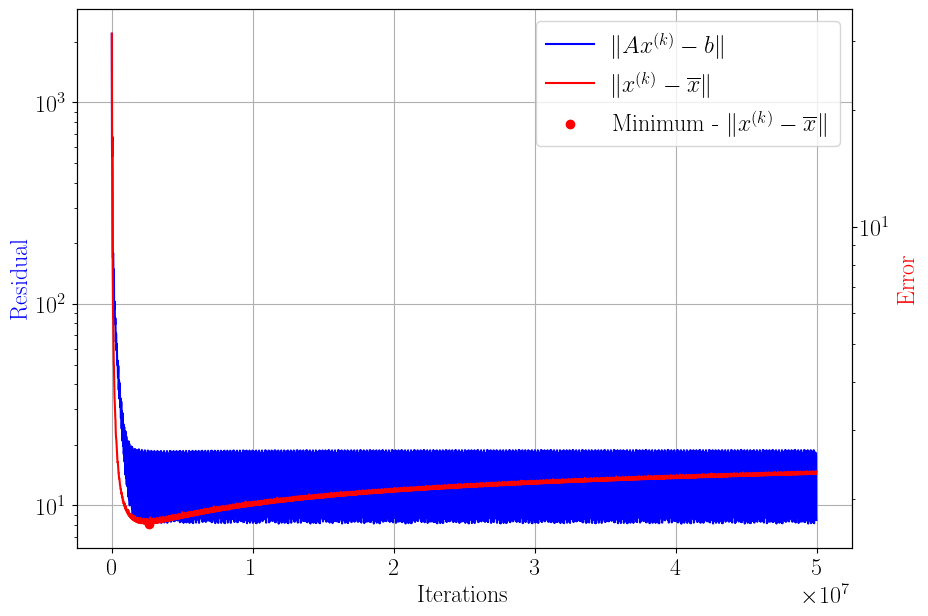 ‖Ax^(k) − b‖
‖x^(k) − x̅‖
Minimum - ‖x^(k) − x̅‖
10^3
10^2
10^1
Residual
10^1
Error
0 1 2 3 4 5
Iterations
×10^7